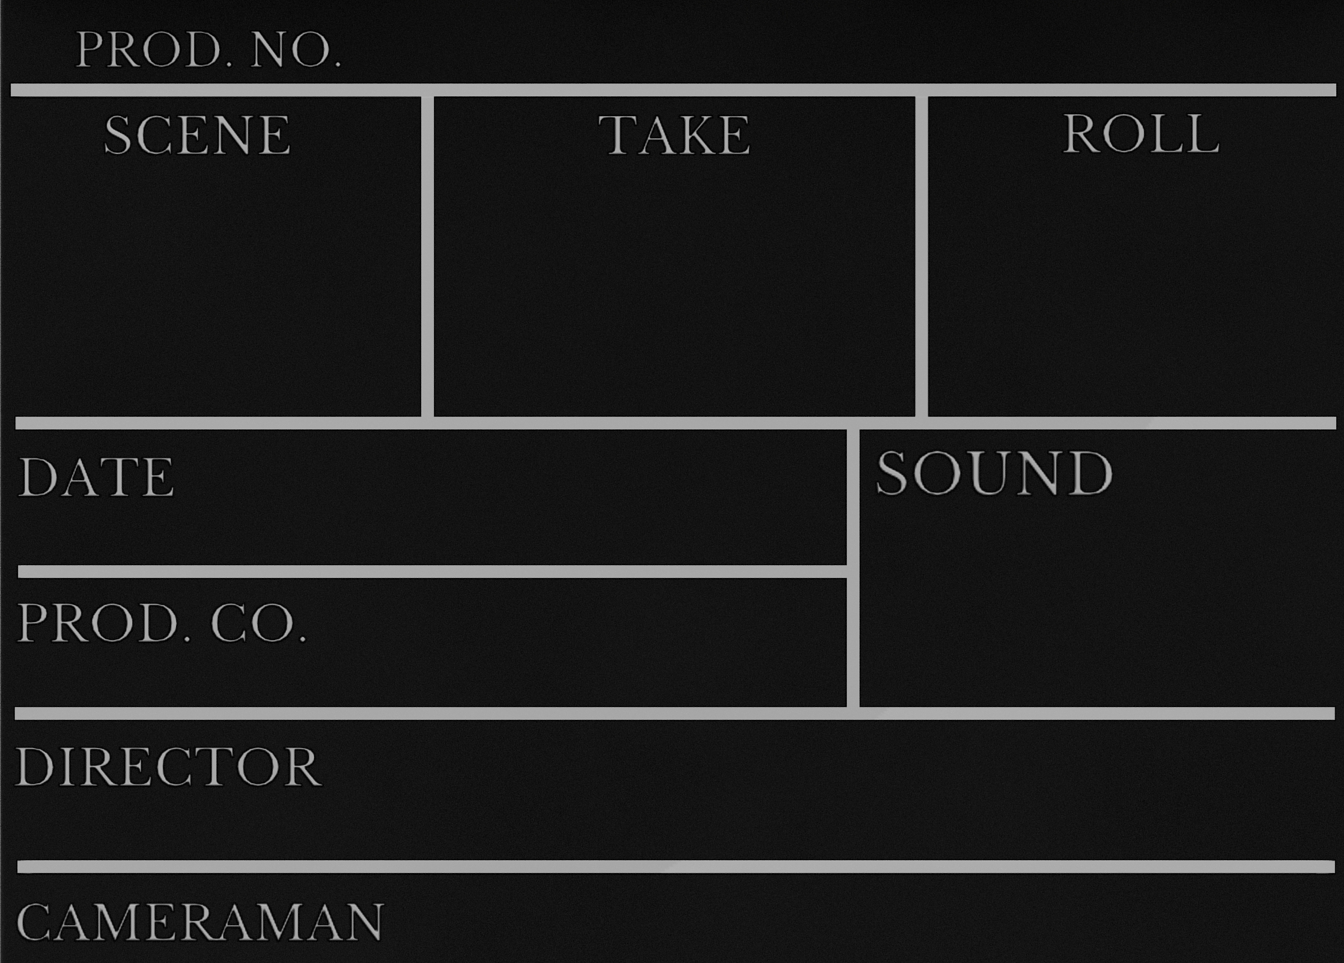 PROD. NO.
SCENE
TAKE
ROLL
DATE
SOUND
PROD. CO.
DIRECTOR
CAMERAMAN